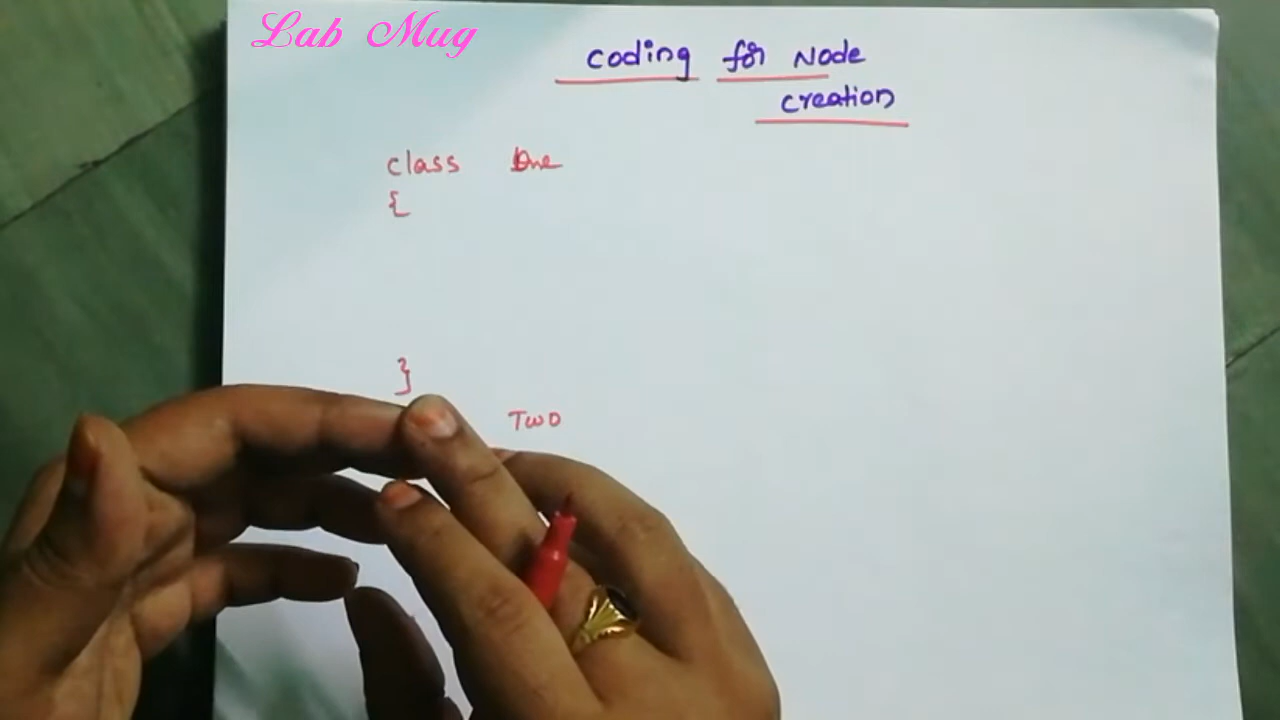 Lab Mug
Coding for Node
creation
class One
{
}
Two